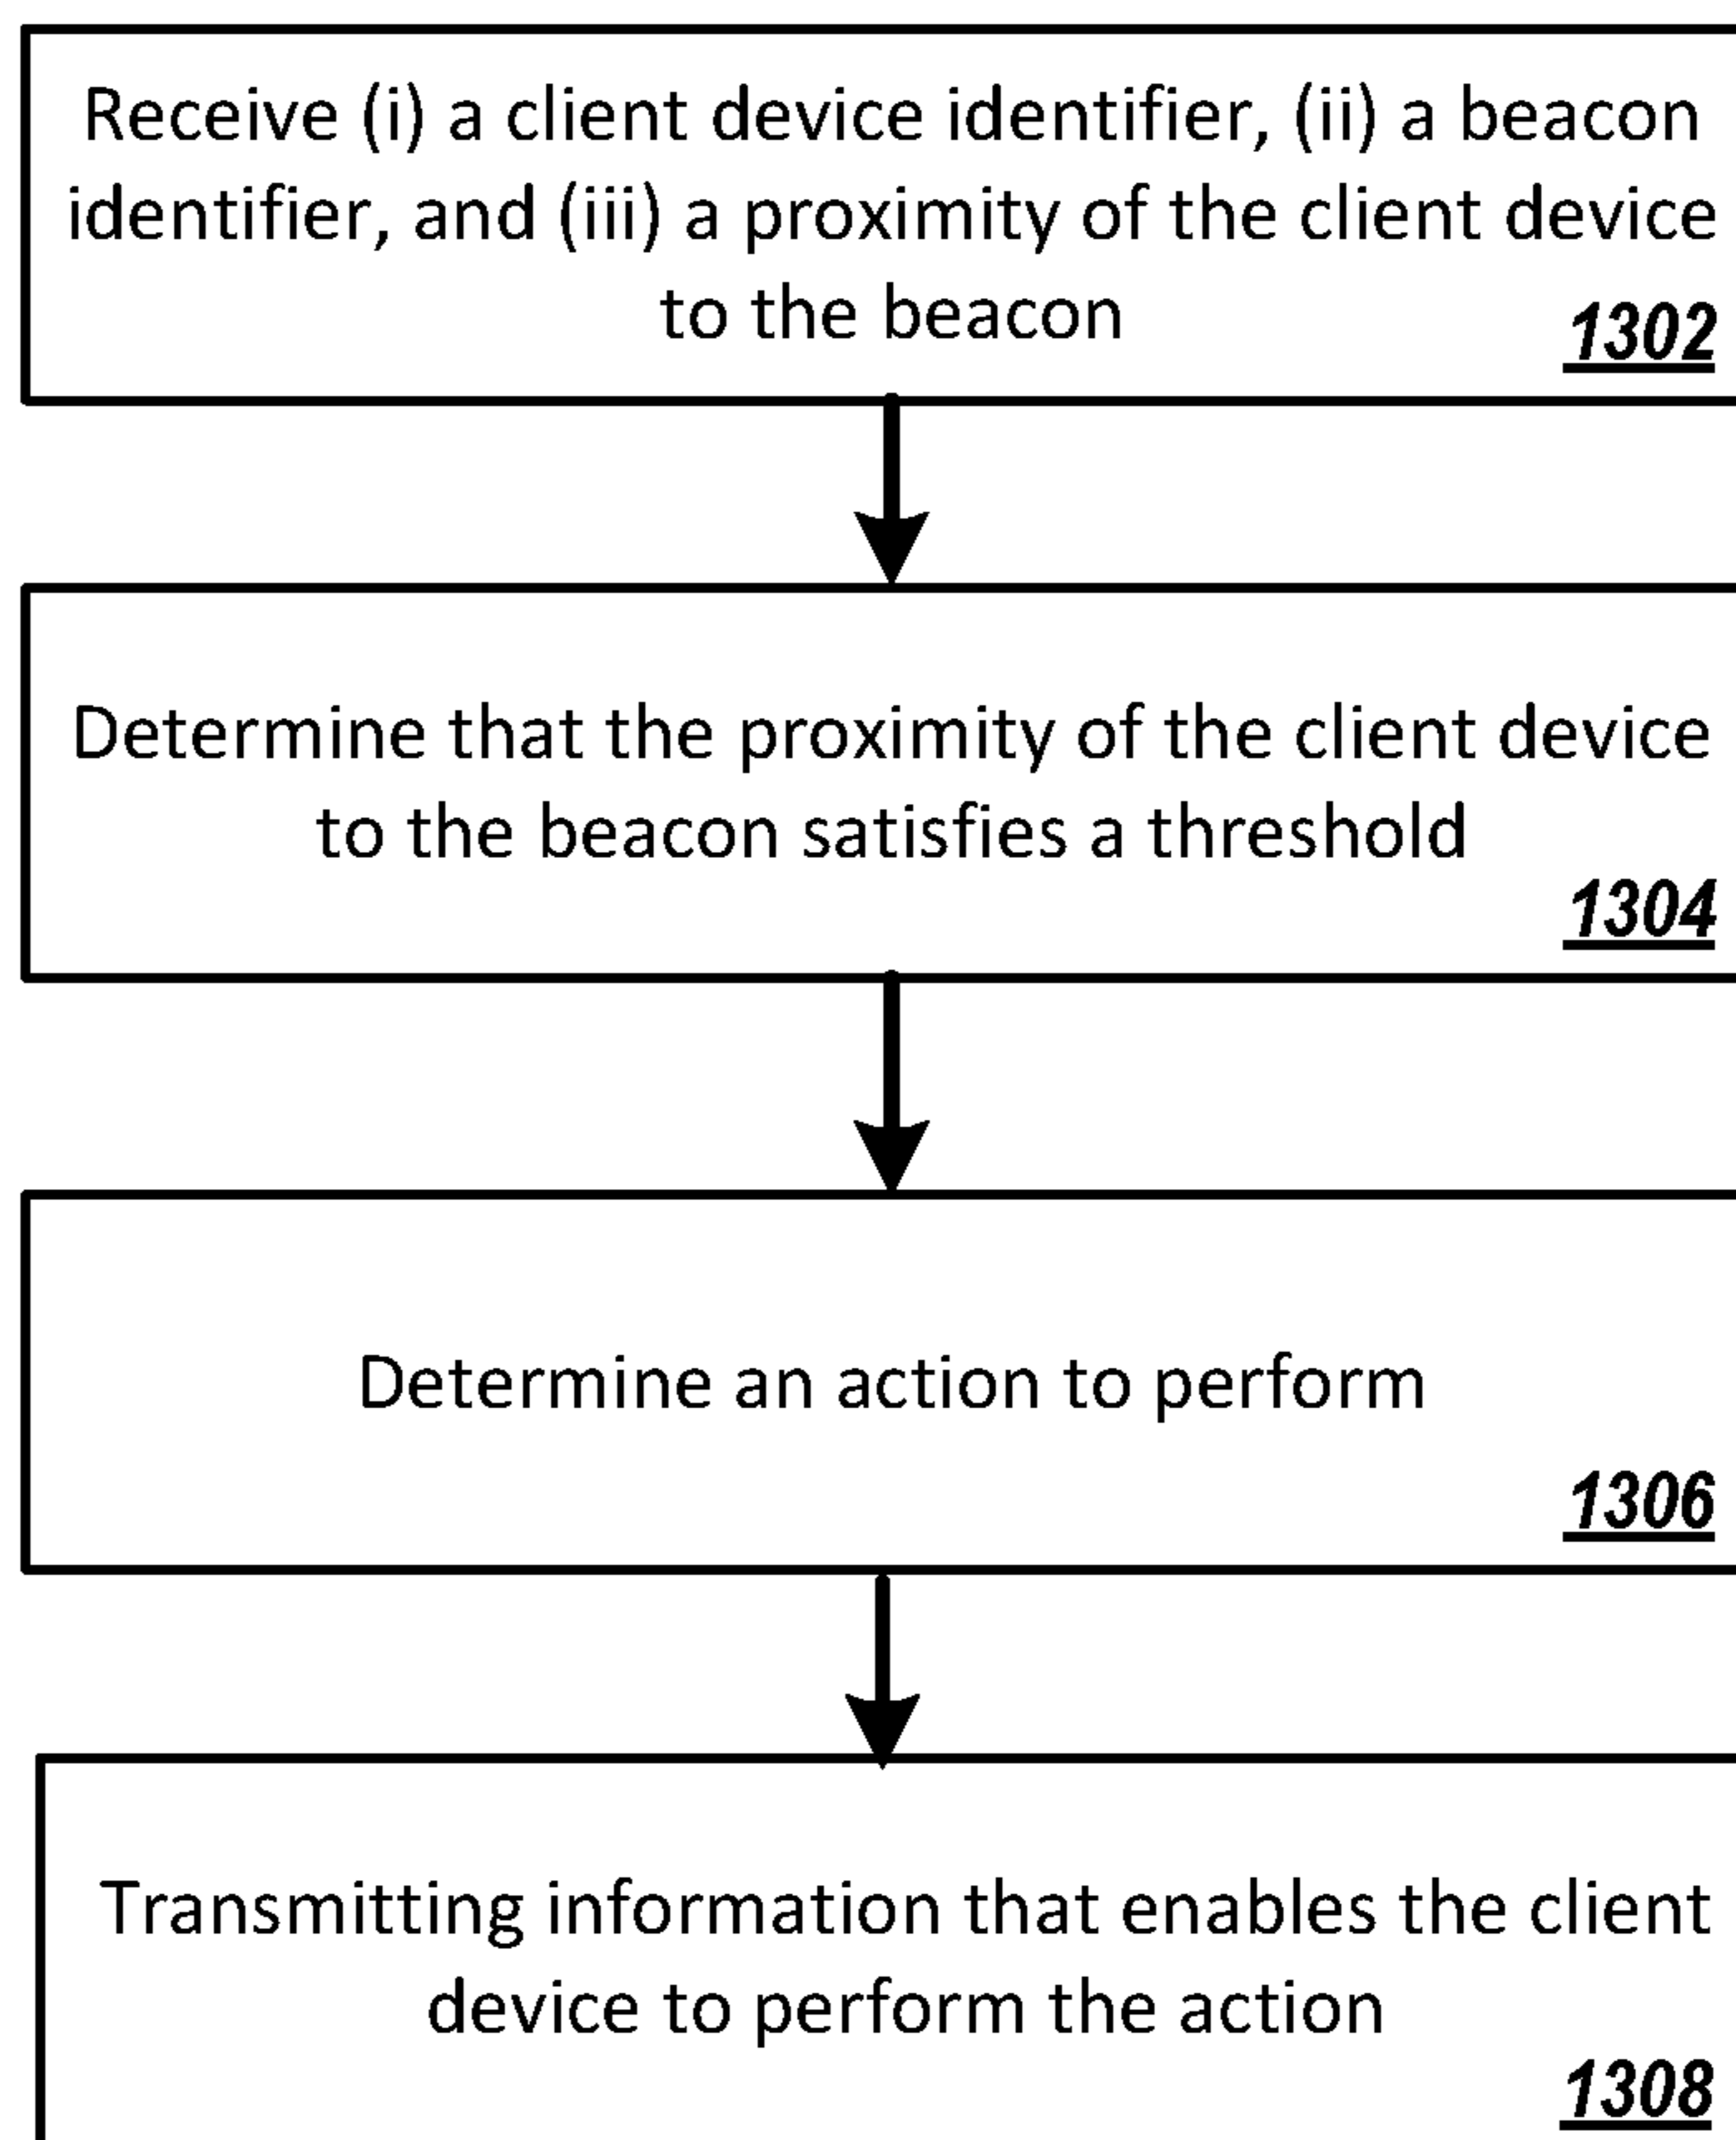 Receive (i) a client device identifier, (ii) a beacon
identifier, and (iii) a proximity of the client device
to the beacon
1302
Determine that the proximity of the client device
to the beacon satisfies a threshold
1304
Determine an action to perform
1306
Transmitting information that enables the client
device to perform the action
1308